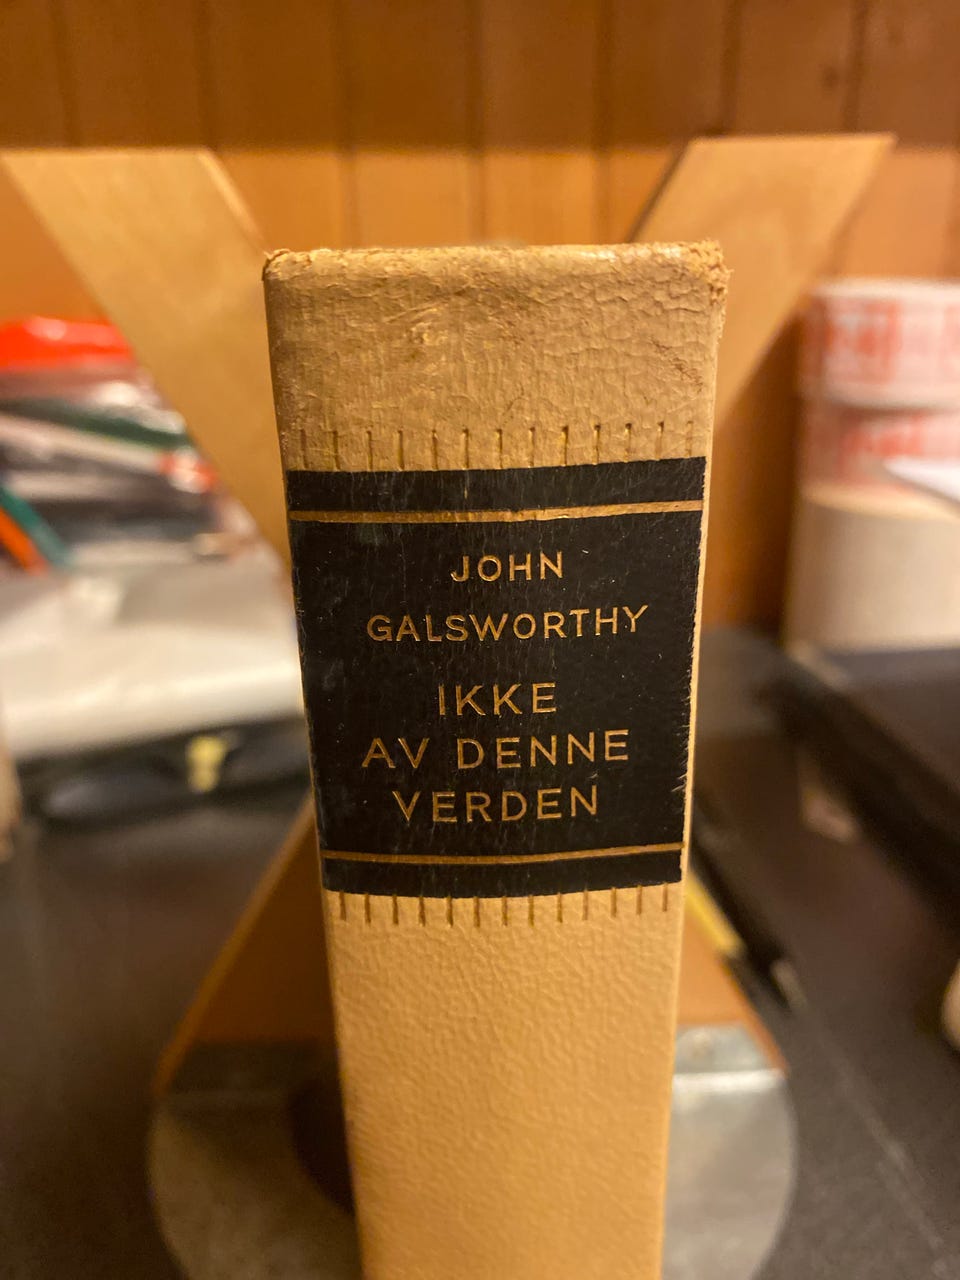 JOHN
GALSWORTHY
IKKE
AV DENNE
VERDEN